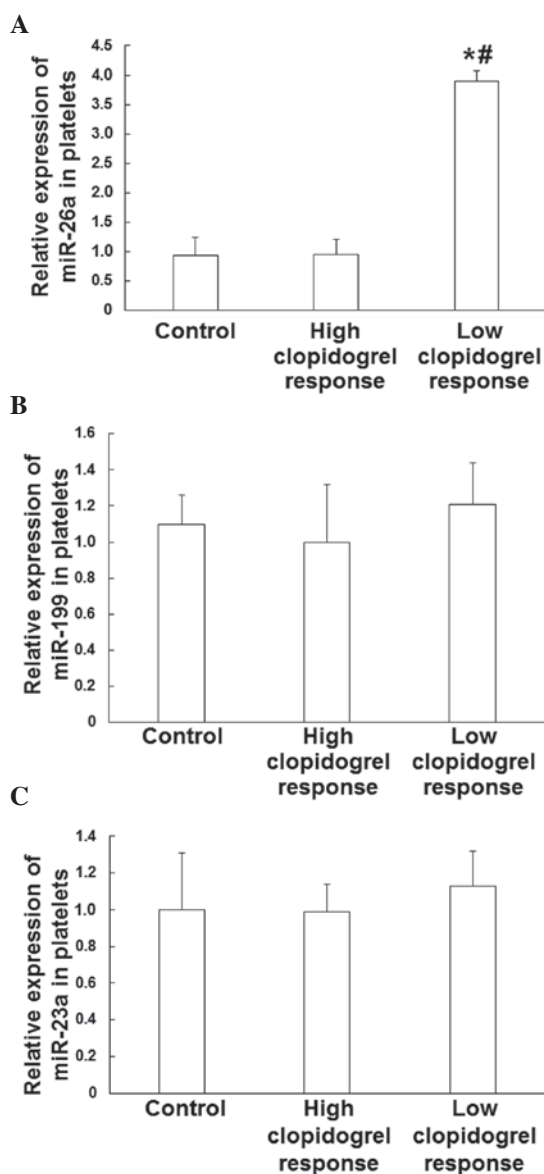 A
Relative expression of
miR-26a in platelets
4.5
4.0
3.5
3.0
2.5
2.0
1.5
1.0
0.5
0
*#
Control
High
clopidogrel
response
Low
clopidogrel
response
B
Relative expression of
miR-199 in platelets
1.6
1.4
1.2
1.0
0.8
0.6
0.4
0.2
0
Control
High
clopidogrel
response
Low
clopidogrel
response
C
Relative expression of
miR-23a in platelets
1.4
1.2
1.0
0.8
0.6
0.4
0.2
0
Control
High
clopidogrel
response
Low
clopidogrel
response